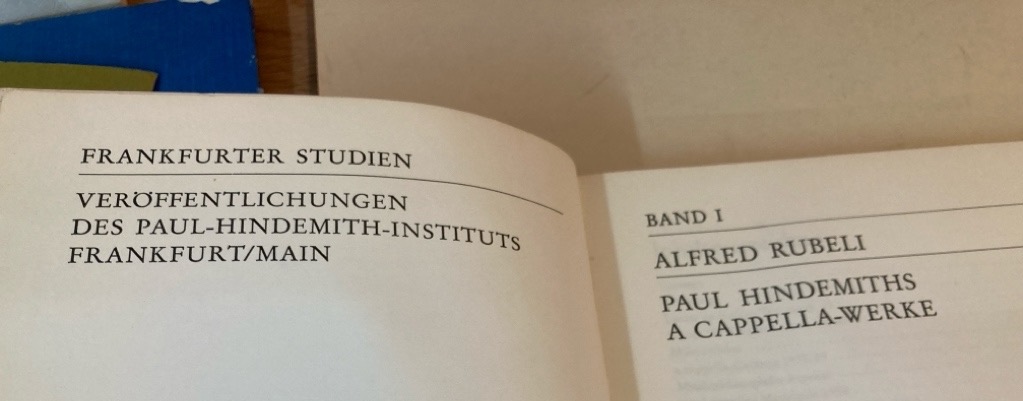 FRANKFURTER STUDIEN
VERÖFFENTLICHUNGEN
DES PAUL-HINDEMITH-INSTITUTS
FRANKFURT/MAIN
BAND I
ALFRED RUBELI
PAUL HINDEMITHS
A CAPPELLA-WERKE